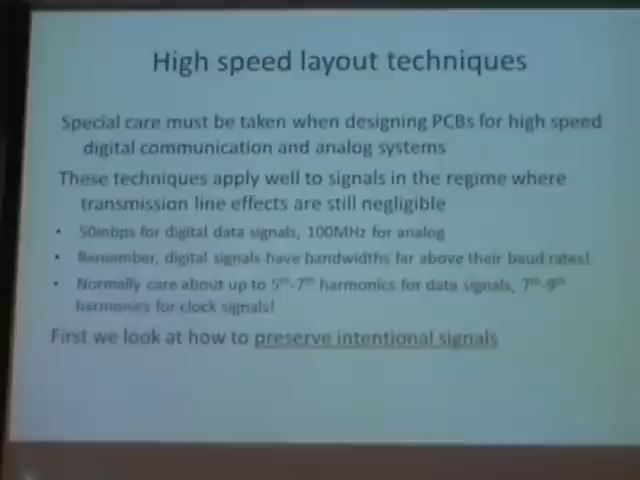 High speed layout techniques
Special care must be taken when designing PCBs for high speed
digital communication and analog systems
These techniques apply well to signals in the regime where
transmission line effects are still negligible
• 50mbps for digital data signals, 100MHz for analog
• Remember, digital signals have bandwidths far above their baud rates!
• Normally care about up to 5th-7th harmonics for data signals, 7th-9th
harmonics for clock signals!
First we look at how to preserve intentional signals